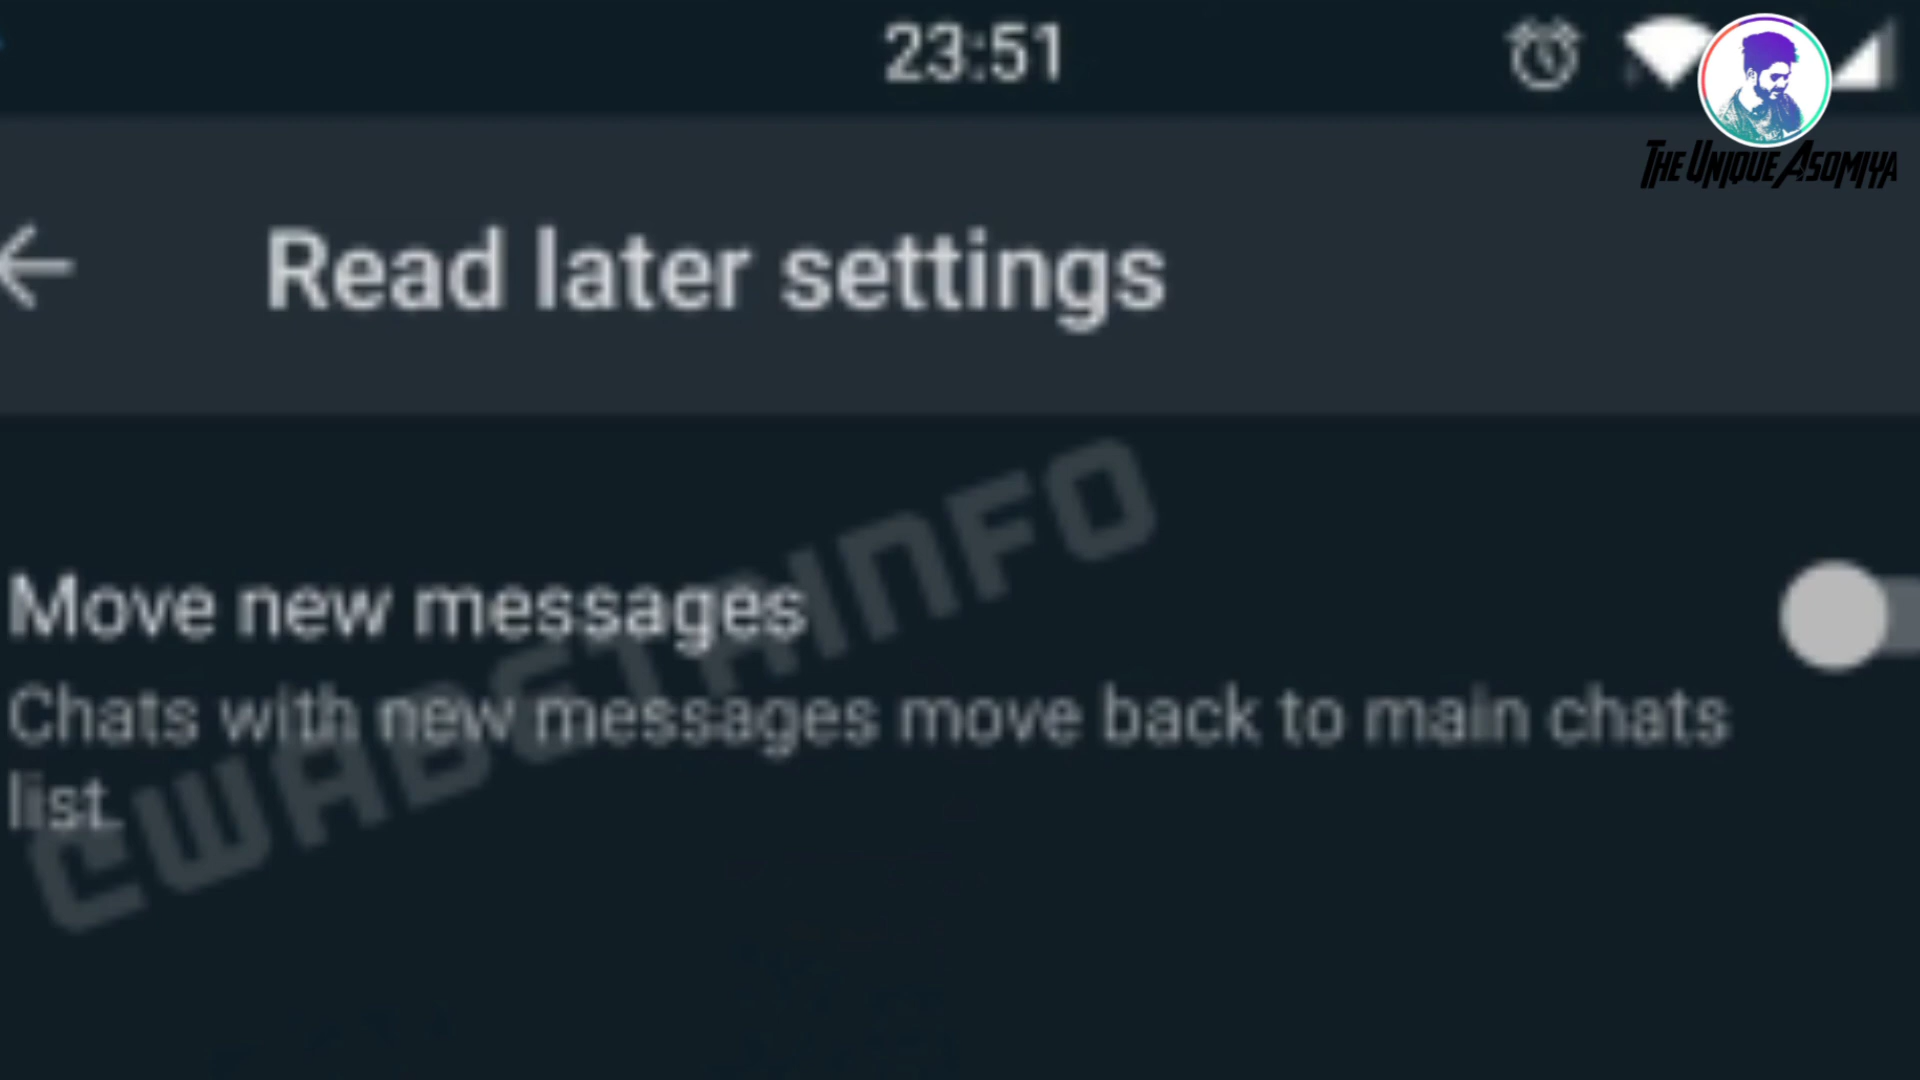 23:51
THE UNIQUE ASOMIYA
Read later settings
Move new messages
Chats with new messages move back to main chats
list.
CWABETAINFO